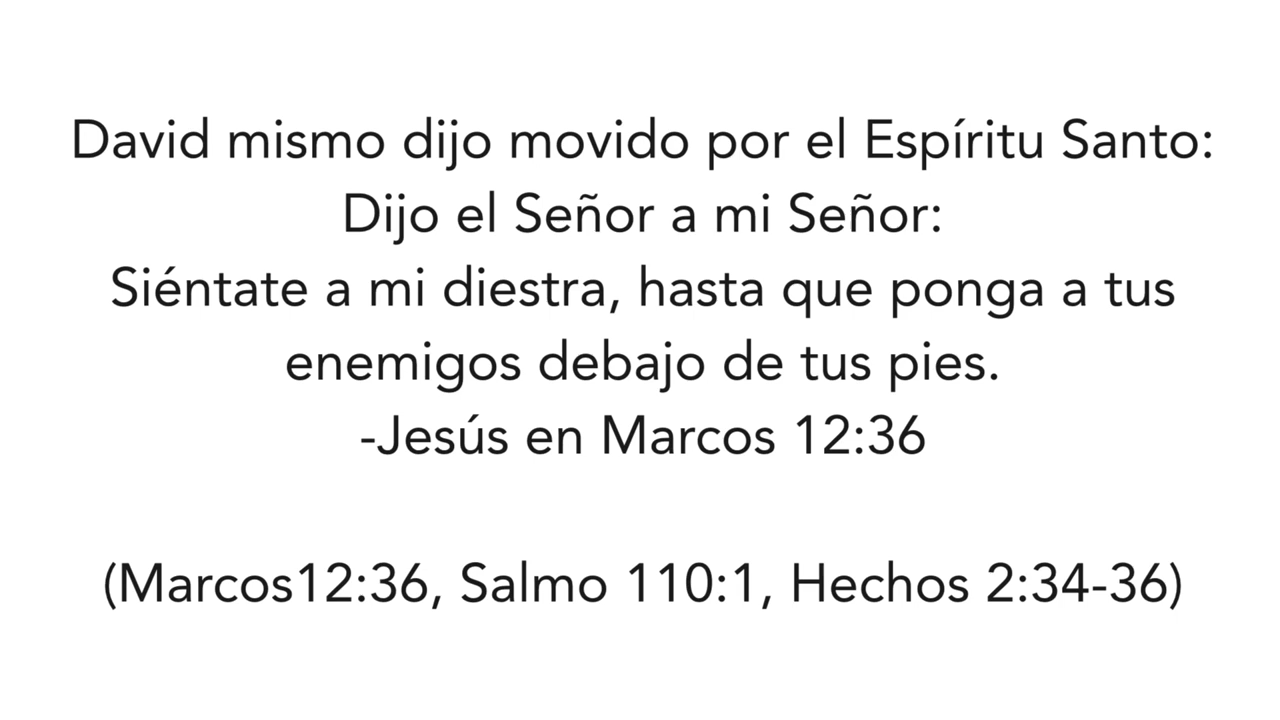 David mismo dijo movido por el Espíritu Santo:
Dijo el Señor a mi Señor:
Siéntate a mi diestra, hasta que ponga a tus
enemigos debajo de tus pies.
-Jesús en Marcos 12:36
(Marcos12:36, Salmo 110:1, Hechos 2:34-36)